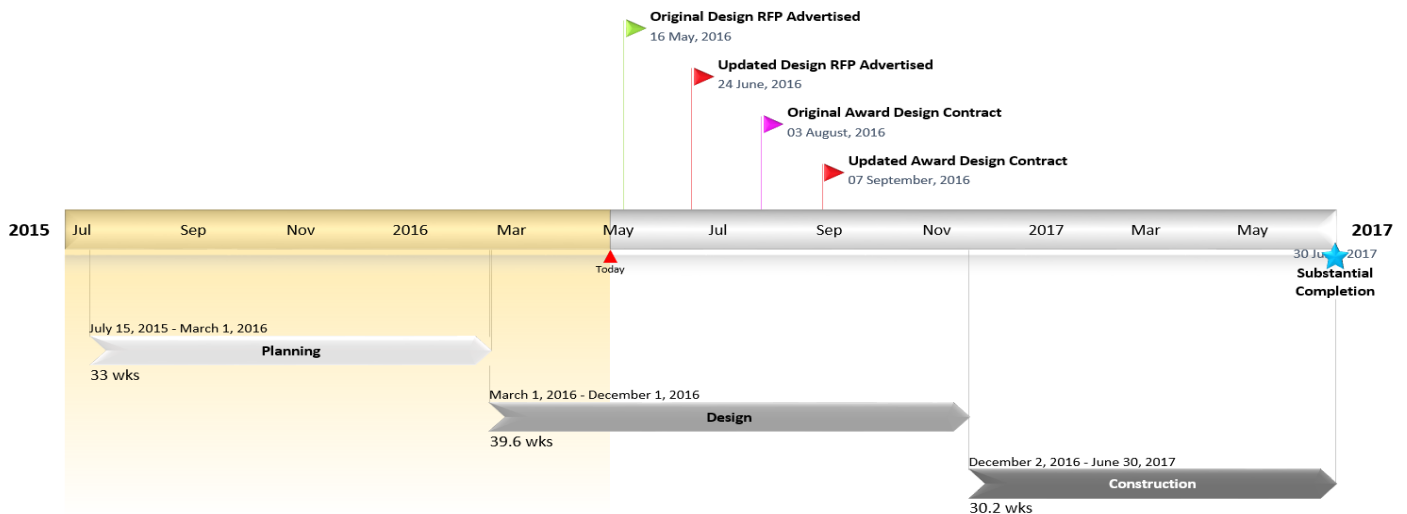 Original Design RFP Advertised
16 May, 2016
Updated Design RFP Advertised
24 June, 2016
Original Award Design Contract
03 August, 2016
Updated Award Design Contract
07 September, 2016
2015 Jul Sep Nov 2016 Mar May Jul Sep Nov 2017 Mar May 2017
Today
30 2017
Substantial
Completion
July 15, 2015 - March 1, 2016
Planning
33 wks
March 1, 2016 - December 1, 2016
Design
39.6 wks
December 2, 2016 - June 30, 2017
Construction
30.2 wks